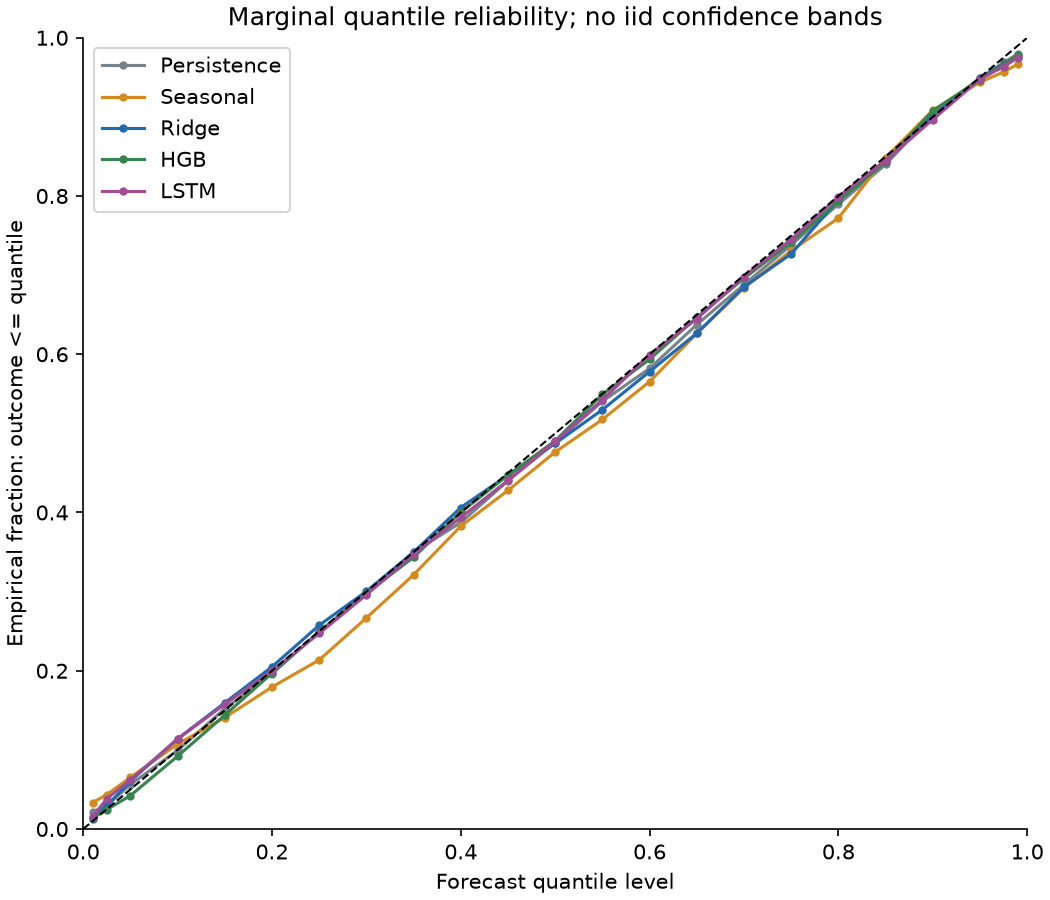 Marginal quantile reliability; no iid confidence bands
1.0
0.8
0.6
0.4
0.2
0.0
Empirical fraction: outcome <= quantile
Persistence
Seasonal
Ridge
HGB
LSTM
0.0 0.2 0.4 0.6 0.8 1.0
Forecast quantile level